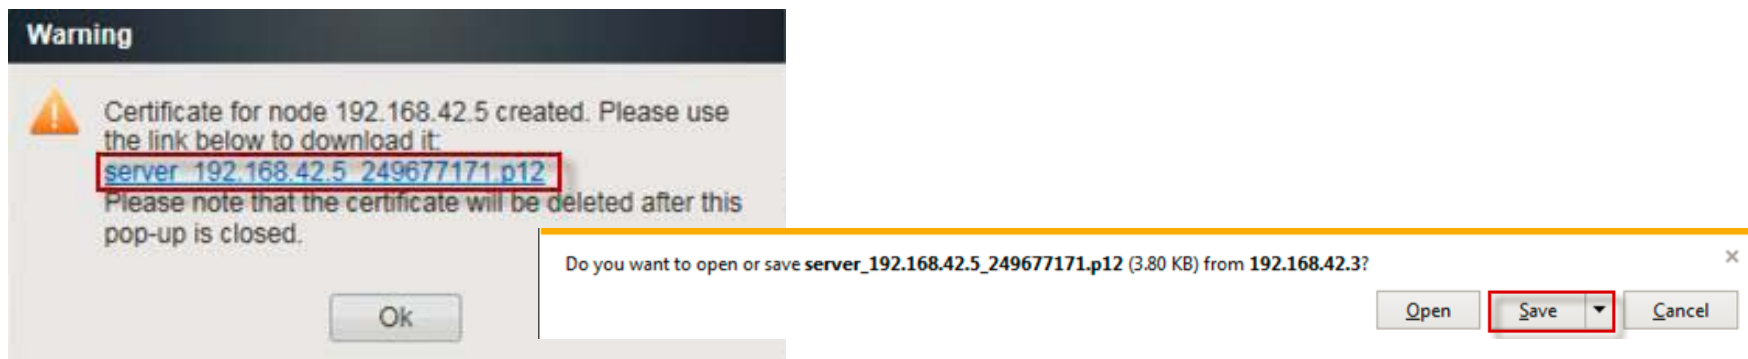 Warning
Certificate for node 192.168.42.5 created. Please use
the link below to download it:
server_192.168.42.5_249677171.p12
Please note that the certificate will be deleted after this
pop-up is closed.
Ok
Do you want to open or save server_192.168.42.5_249677171.p12 (3.80 KB) from 192.168.42.3?
Open
Save
Cancel